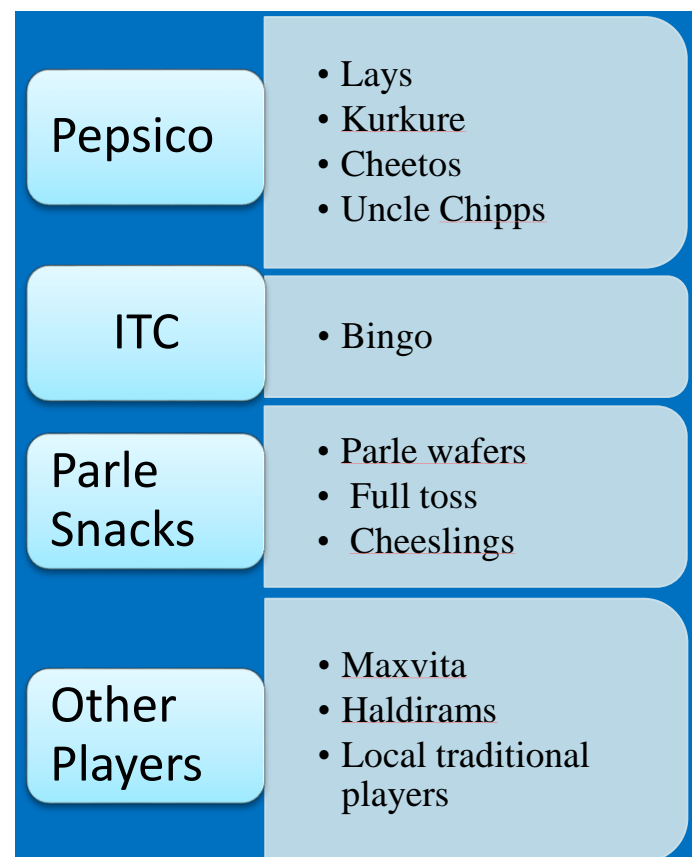 Pepsico
• Lays
• Kurkure
• Cheetos
• Uncle Chipps
ITC
• Bingo
Parle
Snacks
• Parle wafers
• Full toss
• Cheeslings
Other
Players
• Maxvita
• Haldirams
• Local traditional
players